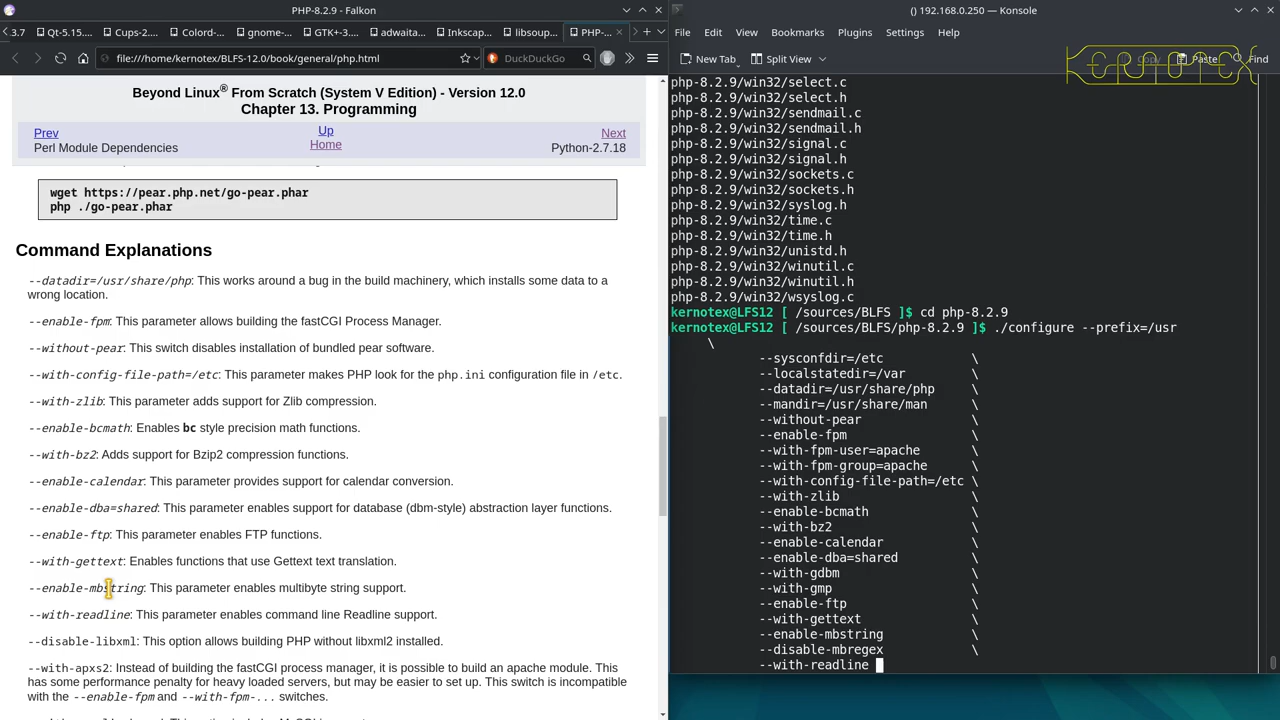 PHP-8.2.9 - Falkon
3.7 Qt-5.15.... Cups-2.... Colord-... gnome-... GTK+-3.... adwaita... Inkscap... libsoup... PHP-...
file:///home/kernotex/BLFS-12.0/book/general/php.html
DuckDuckGo
Beyond Linux® From Scratch (System V Edition) - Version 12.0
Chapter 13. Programming
Prev Up Next
Perl Module Dependencies Home Python-2.7.18
wget https://pear.php.net/go-pear.phar
php ./go-pear.phar
Command Explanations
--datadir=/usr/share/php: This works around a bug in the build machinery, which installs some data to a
wrong location.
--enable-fpm: This parameter allows building the fastCGI Process Manager.
--without-pear: This switch disables installation of bundled pear software.
--with-config-file-path=/etc: This parameter makes PHP look for the php.ini configuration file in /etc.
--with-zlib: This parameter adds support for Zlib compression.
--enable-bcmath: Enables bc style precision math functions.
--with-bz2: Adds support for Bzip2 compression functions.
--enable-calendar: This parameter provides support for calendar conversion.
--enable-dba=shared: This parameter enables support for database (dbm-style) abstraction layer functions.
--enable-ftp: This parameter enables FTP functions.
--with-gettext: Enables functions that use Gettext text translation.
--enable-mbstring: This parameter enables multibyte string support.
--with-readline: This parameter enables command line Readline support.
--disable-libxml: This option allows building PHP without libxml2 installed.
--with-apxs2: Instead of building the fastCGI process manager, it is possible to build an apache module. This
has some performance penalty for heavy loaded servers, but may be easier to set up. This switch is incompatible
with the --enable-fpm and --with-fpm-... switches.
() 192.168.0.250 — Konsole
File Edit View Bookmarks Plugins Settings Help
New Tab Split View Copy Paste Find
KERNOTEX
php-8.2.9/win32/select.c
php-8.2.9/win32/select.h
php-8.2.9/win32/sendmail.c
php-8.2.9/win32/sendmail.h
php-8.2.9/win32/signal.c
php-8.2.9/win32/signal.h
php-8.2.9/win32/sockets.c
php-8.2.9/win32/sockets.h
php-8.2.9/win32/syslog.h
php-8.2.9/win32/time.c
php-8.2.9/win32/time.h
php-8.2.9/win32/unistd.h
php-8.2.9/win32/winutil.c
php-8.2.9/win32/winutil.h
php-8.2.9/win32/wsyslog.c
kernotex@LFS12 [ /sources/BLFS ]$ cd php-8.2.9
kernotex@LFS12 [ /sources/BLFS/php-8.2.9 ]$ ./configure --prefix=/usr
\
--sysconfdir=/etc \
--localstatedir=/var \
--datadir=/usr/share/php \
--mandir=/usr/share/man \
--without-pear \
--enable-fpm \
--with-fpm-user=apache \
--with-fpm-group=apache \
--with-config-file-path=/etc \
--with-zlib \
--enable-bcmath \
--with-bz2 \
--enable-calendar \
--enable-dba=shared \
--with-gdbm \
--with-gmp \
--enable-ftp \
--with-gettext \
--enable-mbstring \
--disable-mbregex \
--with-readline